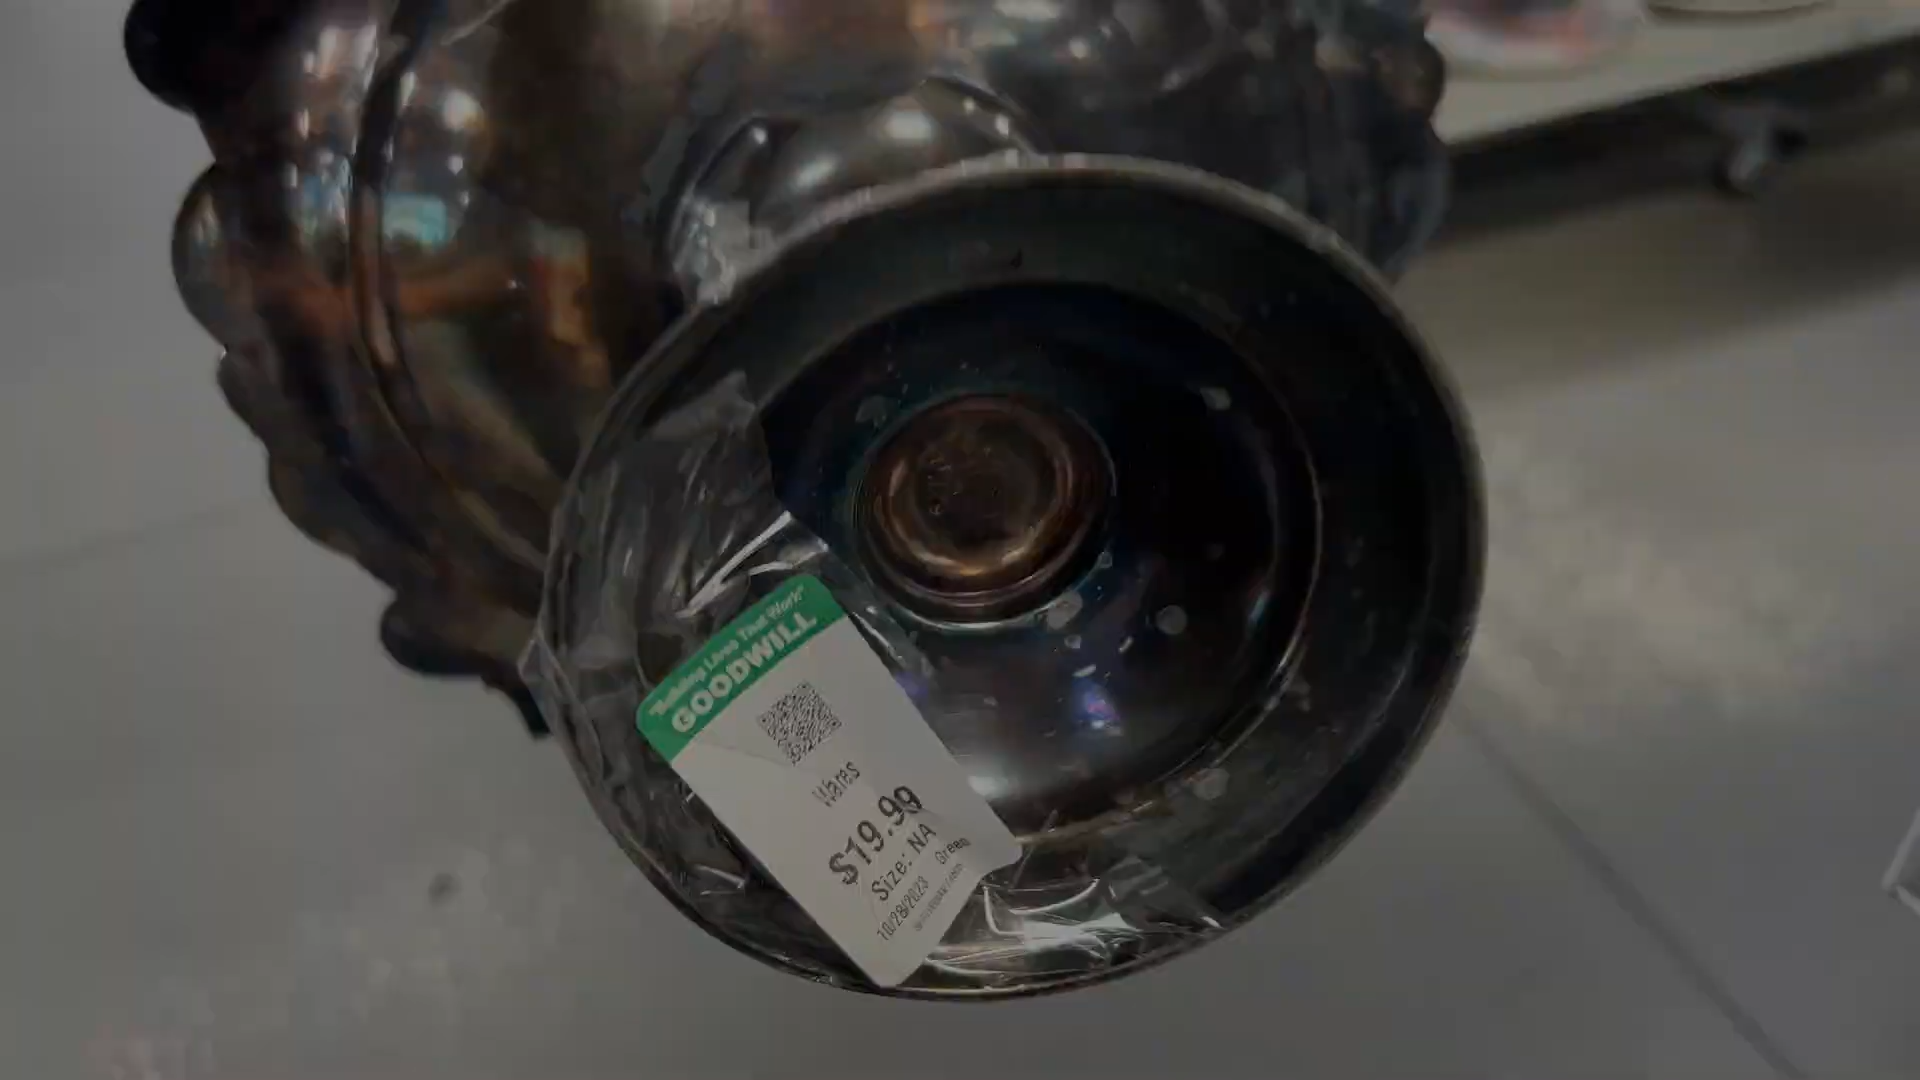 "Building Lives That Work"
GOODWILL
Wares
$19.99
Size: NA
10/28/2023 Green